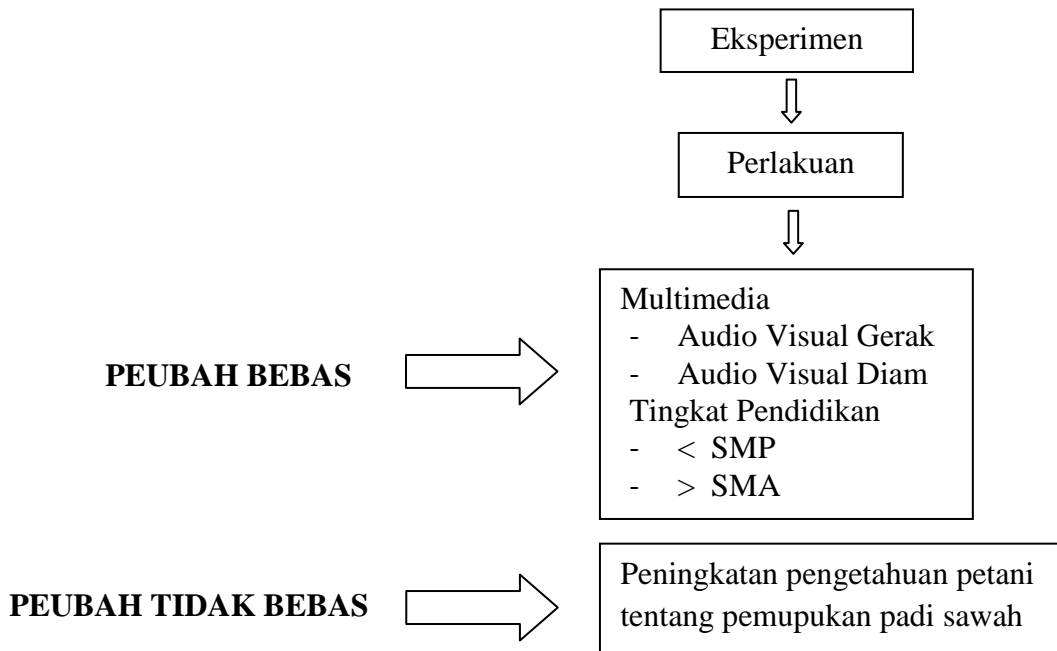 Eksperimen
Perlakuan
Multimedia
- Audio Visual Gerak
- Audio Visual Diam
Tingkat Pendidikan
- < SMP
- > SMA
PEUBAH BEBAS
Peningkatan pengetahuan petani
tentang pemupukan padi sawah
PEUBAH TIDAK BEBAS